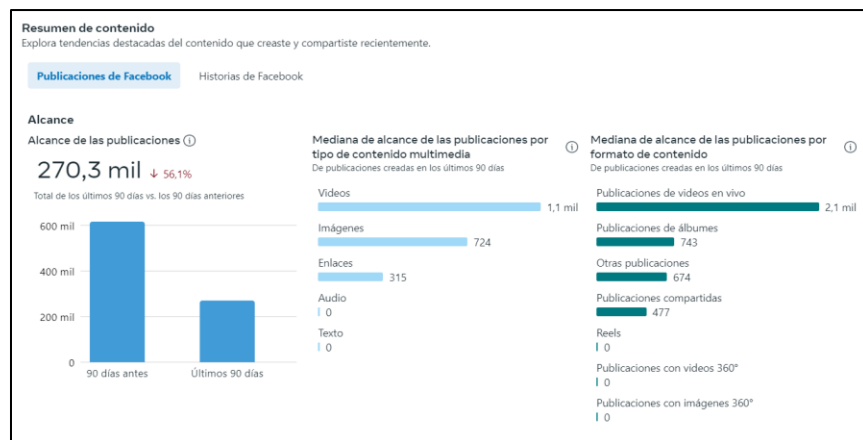 Resumen de contenido
Explora tendencias destacadas del contenido que creaste y compartiste recientemente.
Publicaciones de Facebook
Historias de Facebook
Alcance
Alcance de las publicaciones
270,3 mil ↓ 56,1%
Total de los últimos 90 días vs. los 90 días anteriores
600 mil
400 mil
200 mil
0
90 días antes
Últimos 90 días
Mediana de alcance de las publicaciones por
tipo de contenido multimedia
De publicaciones creadas en los últimos 90 días
Videos
1,1 mil
Imágenes
724
Enlaces
315
Audio
0
Texto
0
Mediana de alcance de las publicaciones por
formato de contenido
De publicaciones creadas en los últimos 90 días
Publicaciones de videos en vivo
2,1 mil
Publicaciones de álbumes
743
Otras publicaciones
674
Publicaciones compartidas
477
Reels
0
Publicaciones con videos 360°
0
Publicaciones con imágenes 360°
0